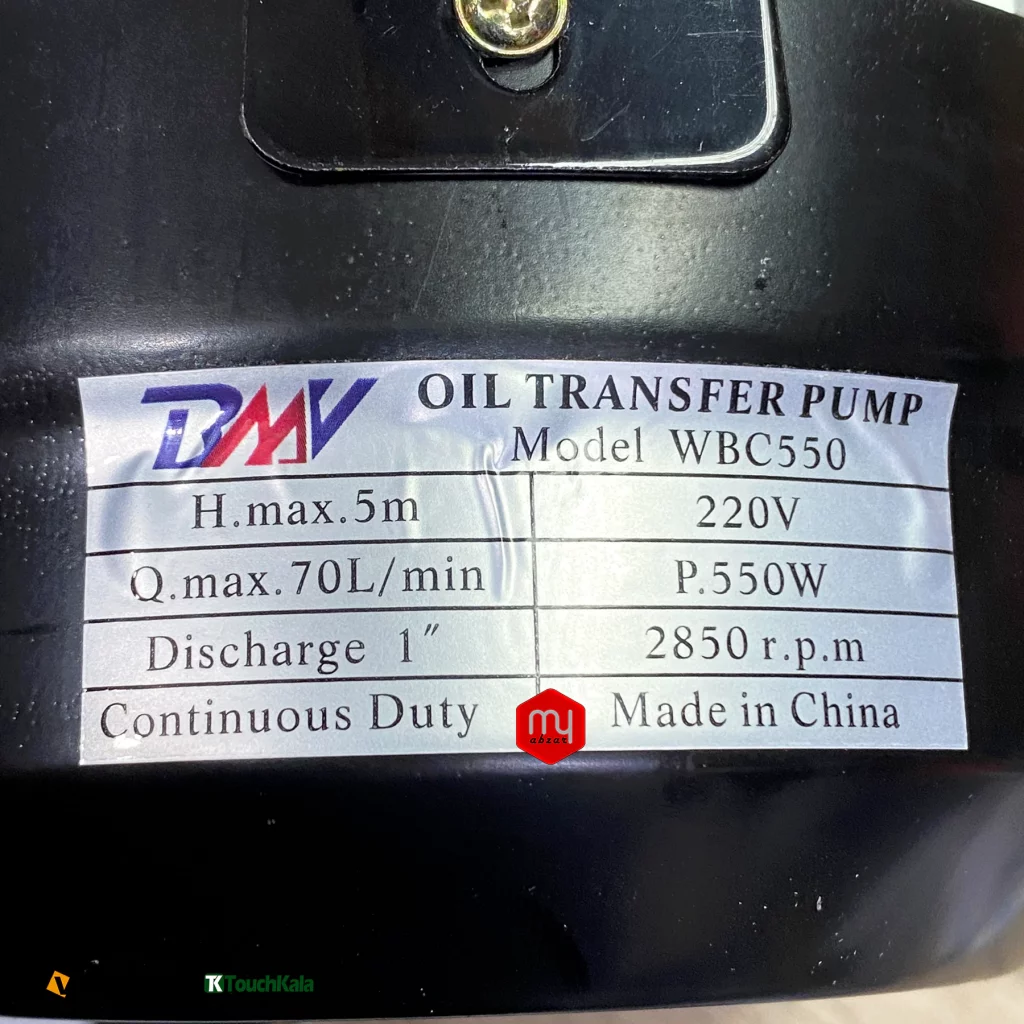 BMV OIL TRANSFER PUMP
Model WBC550
H.max.5m 220V
Q.max.70L/min P.550W
Discharge 1″ 2850 r.p.m
Continuous Duty Made in China
my
abzar
TK TouchKala